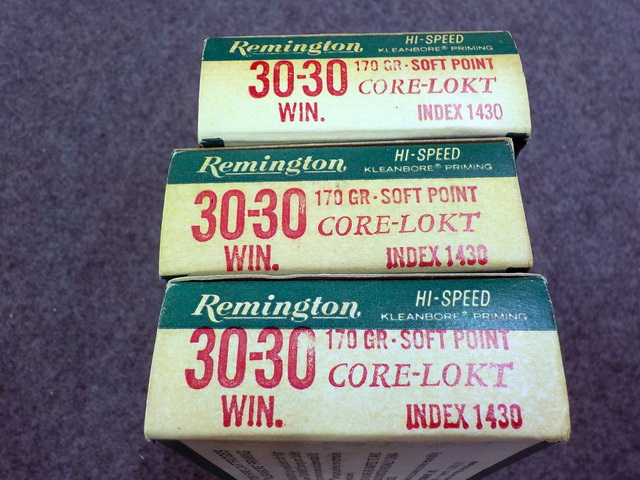 Remington
HI-SPEED
KLEANBORE® PRIMING
30-30
WIN.
170 GR·SOFT POINT
CORE-LOKT
INDEX 1430
Remington
HI-SPEED
KLEANBORE® PRIMING
30-30
WIN.
170 GR·SOFT POINT
CORE-LOKT
INDEX 1430
Remington
HI-SPEED
KLEANBORE® PRIMING
30-30
WIN.
170 GR·SOFT POINT
CORE-LOKT
INDEX 1430